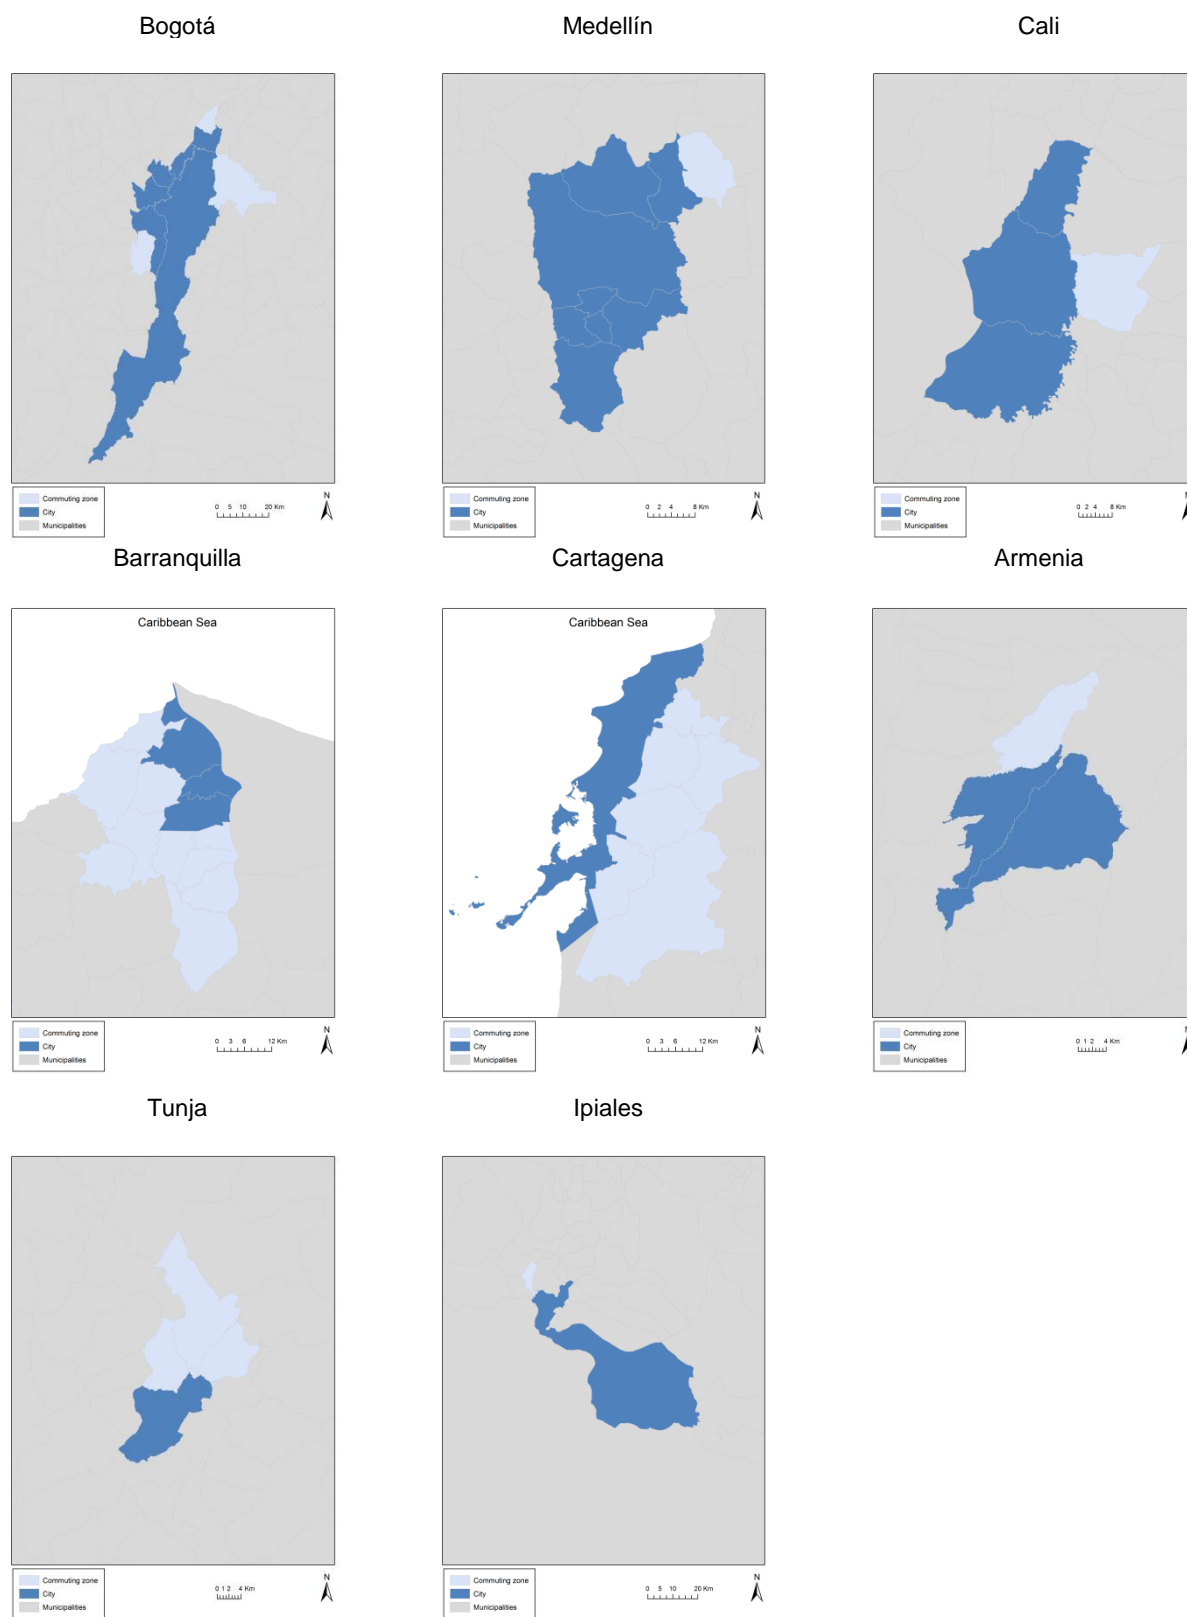 Bogotá
Medellín
Cali
Commuting zone
City
Municipalities
0 5 10 20 Km
N
Commuting zone
City
Municipalities
0 2 4 8 Km
N
Commuting zone
City
Municipalities
0 2 4 8 Km
N
Barranquilla
Cartagena
Armenia
Caribbean Sea
Commuting zone
City
Municipalities
0 3 6 12 Km
N
Caribbean Sea
Commuting zone
City
Municipalities
0 3 6 12 Km
N
Commuting zone
City
Municipalities
0 1 2 4 Km
N
Tunja
Ipiales
Commuting zone
City
Municipalities
0 1 2 4 Km
N
Commuting zone
City
Municipalities
0 5 10 20 Km
N